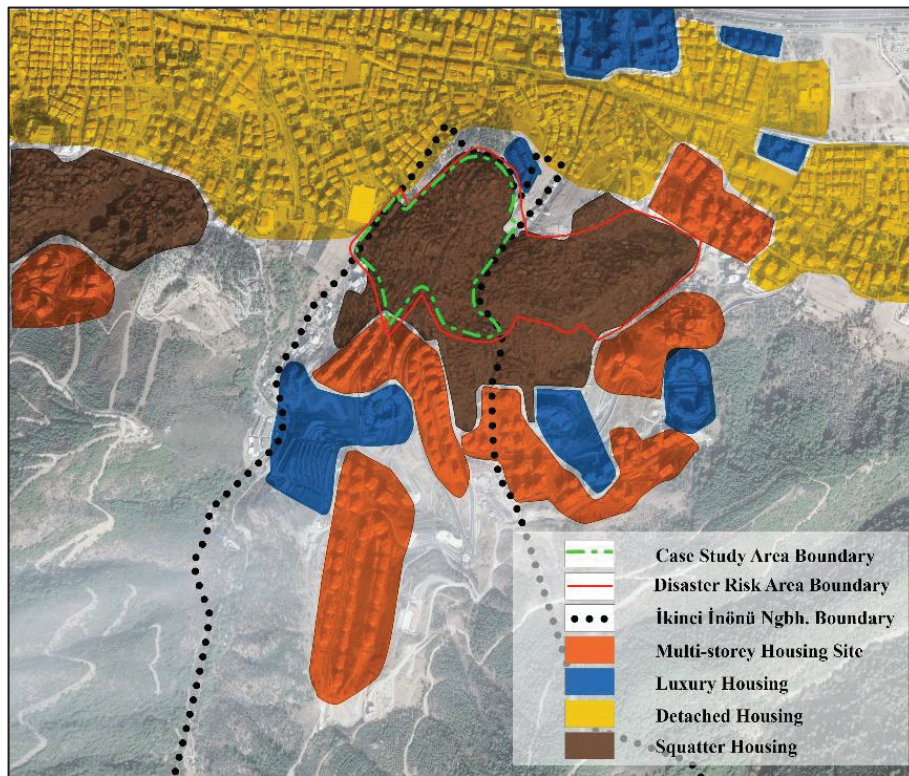 Case Study Area Boundary
Disaster Risk Area Boundary
İkinci İnönü Ngbh. Boundary
Multi-storey Housing Site
Luxury Housing
Detached Housing
Squatter Housing